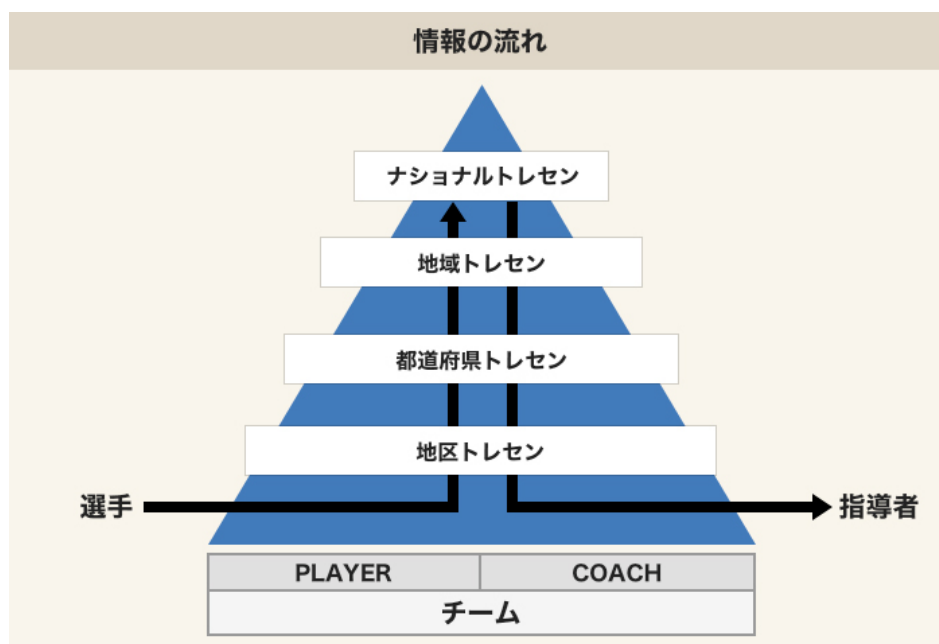 情報の流れ
ナショナルトレセン
地域トレセン
都道府県トレセン
地区トレセン
選手
指導者
PLAYER
COACH
チーム